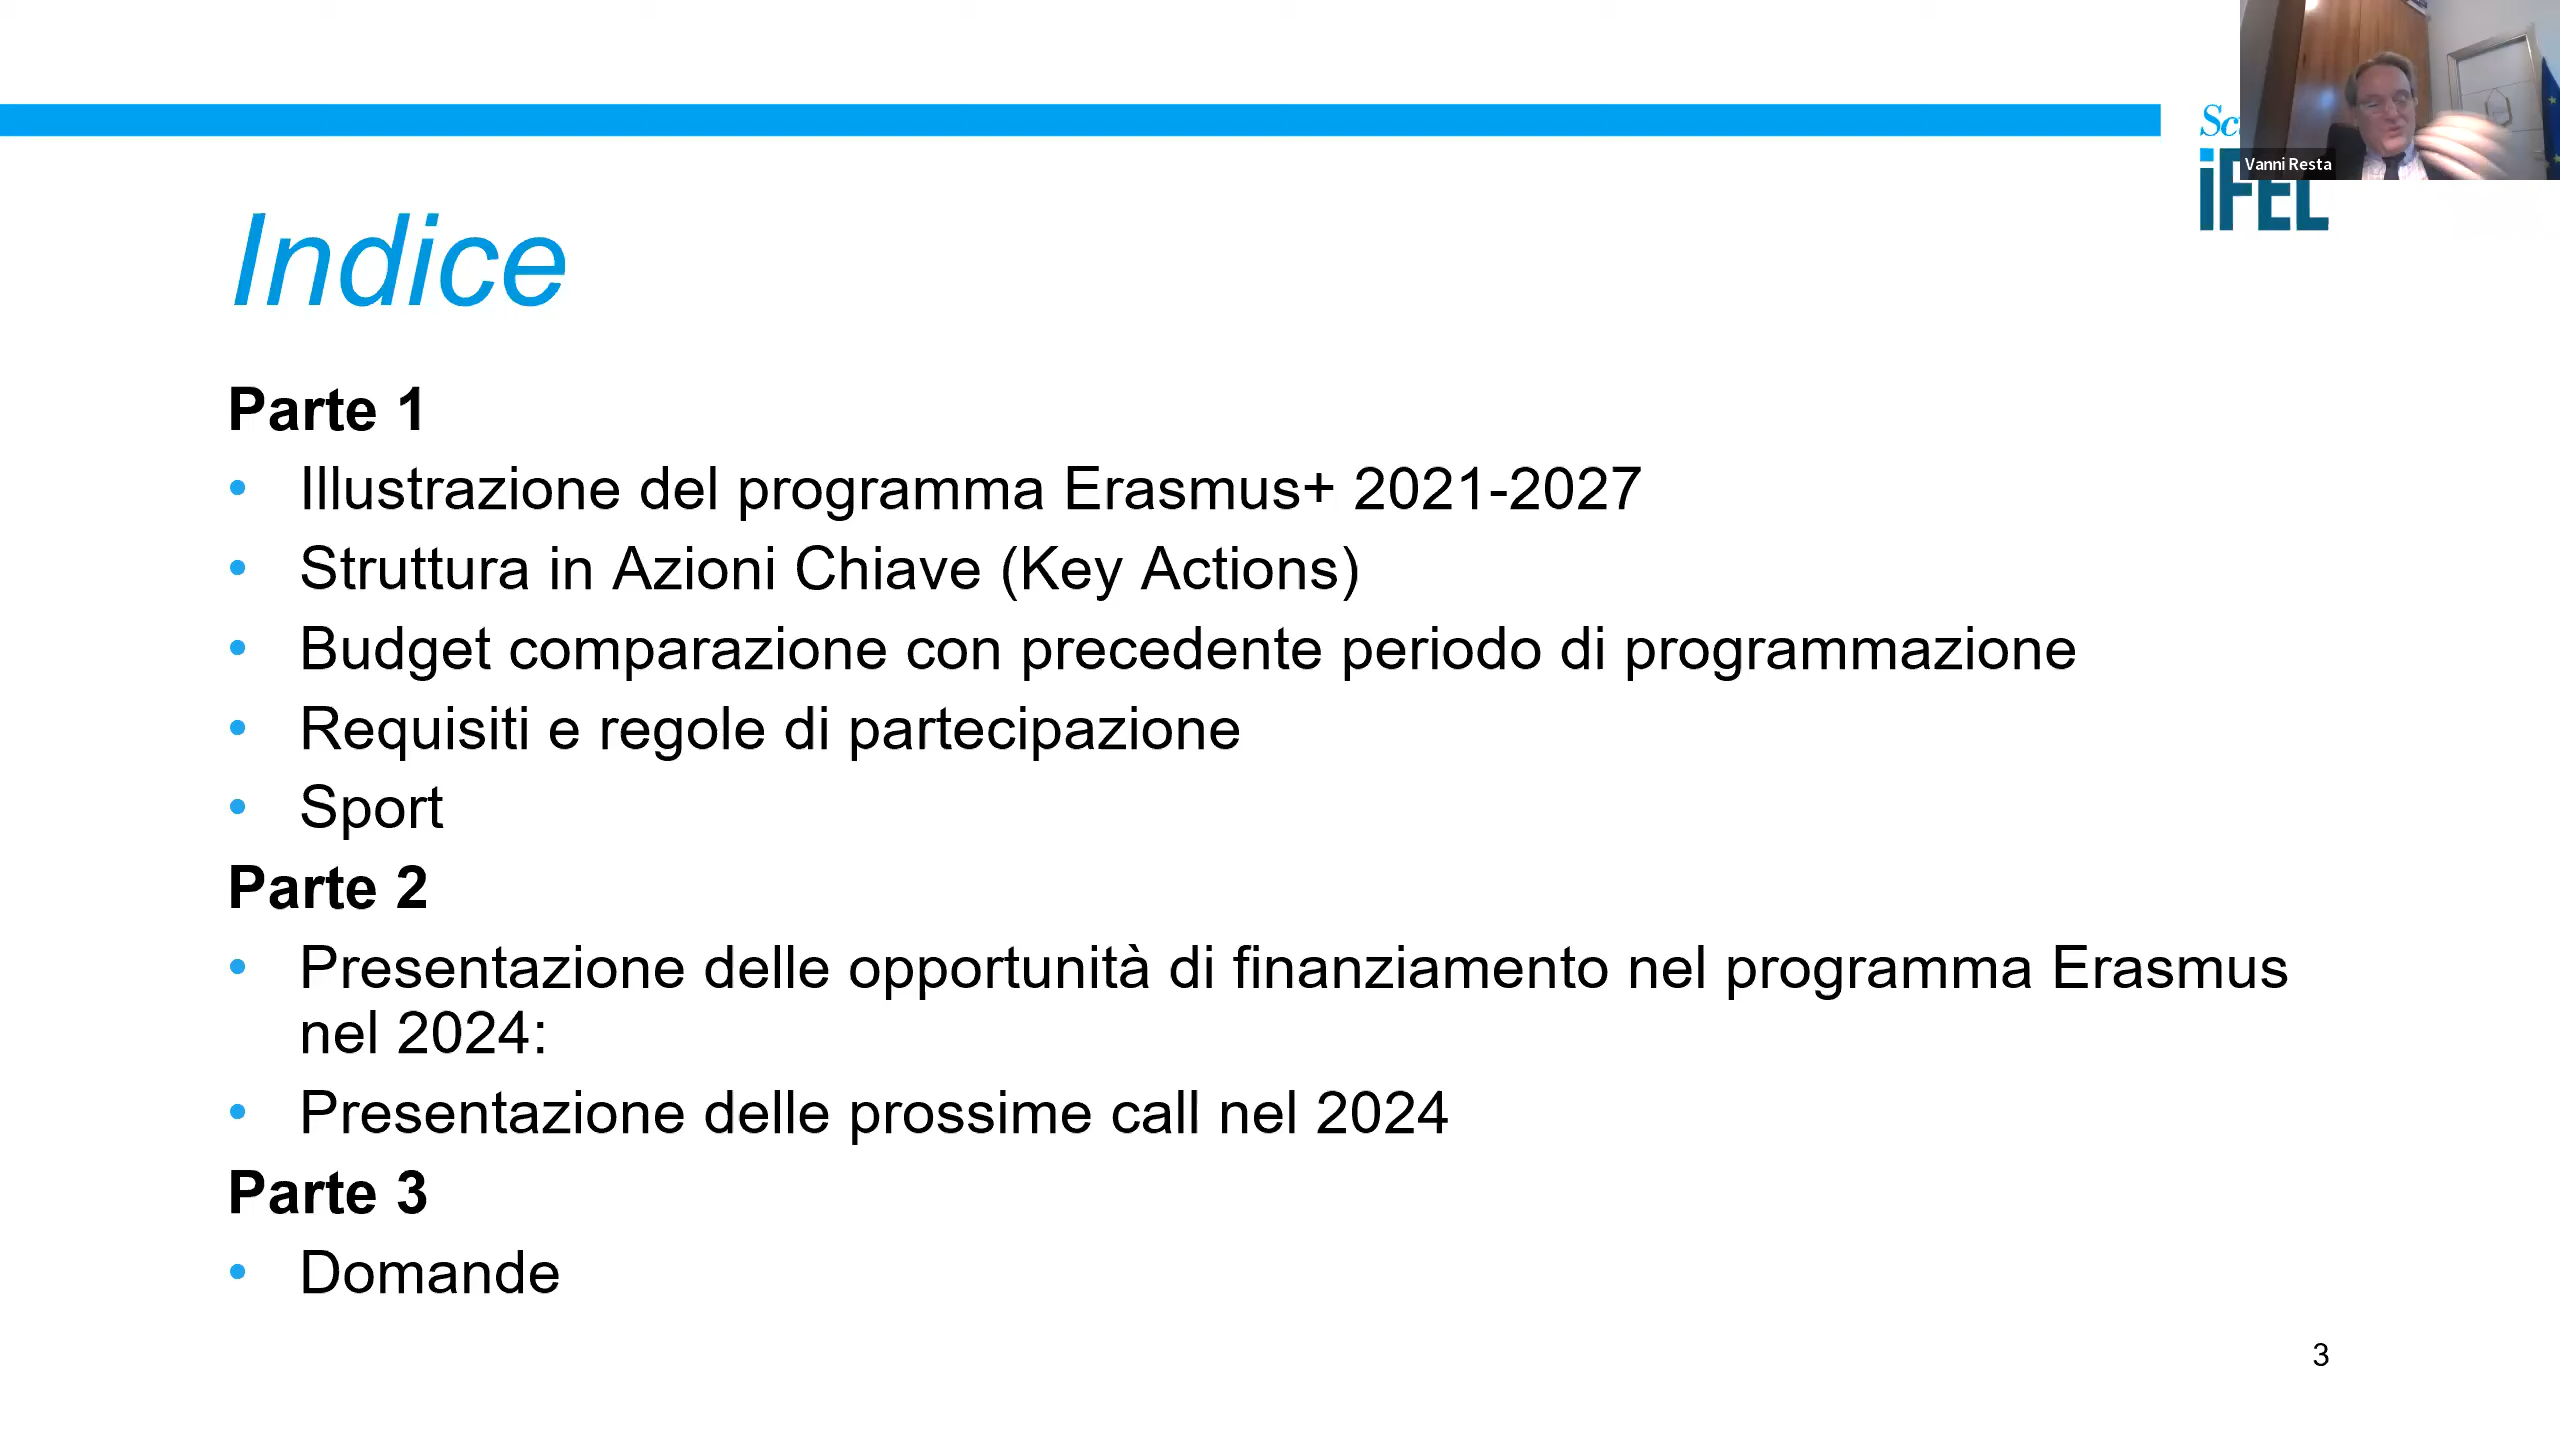 Vanni Resta
iFEL
Indice
Parte 1
• Illustrazione del programma Erasmus+ 2021-2027
• Struttura in Azioni Chiave (Key Actions)
• Budget comparazione con precedente periodo di programmazione
• Requisiti e regole di partecipazione
• Sport
Parte 2
• Presentazione delle opportunità di finanziamento nel programma Erasmus
nel 2024:
• Presentazione delle prossime call nel 2024
Parte 3
• Domande
3